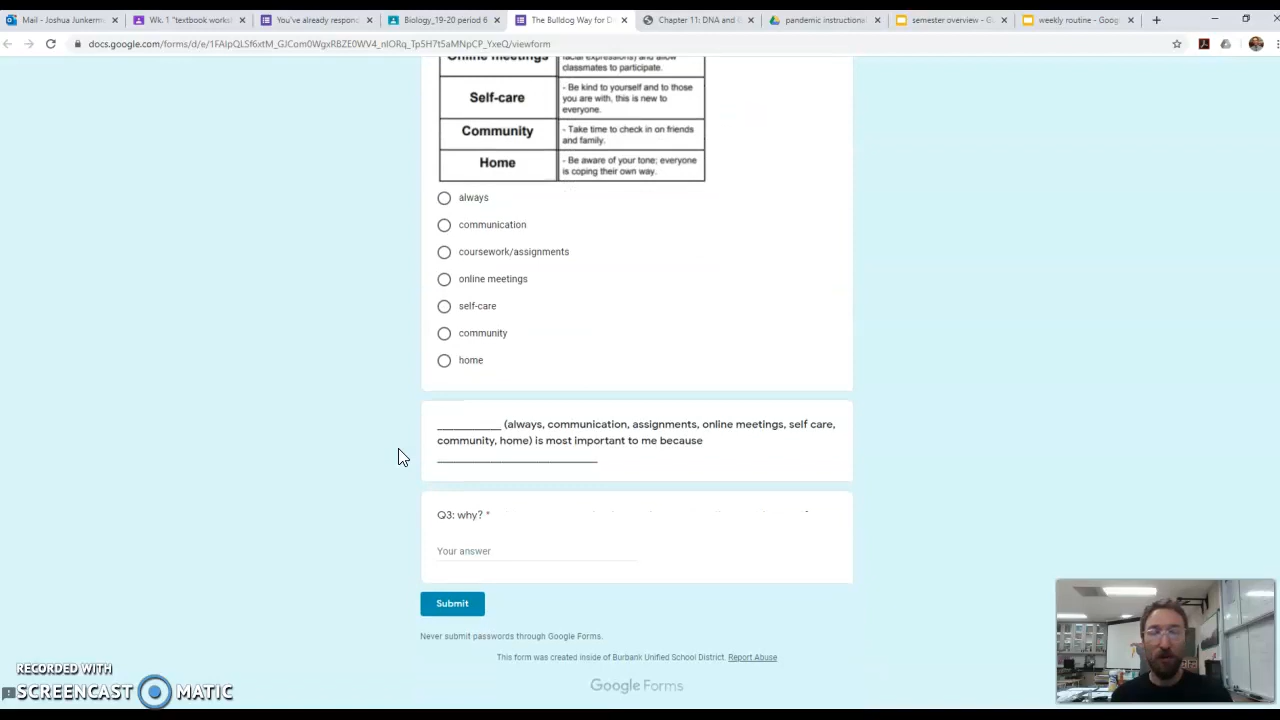 Mail - Joshua Junkerm
Wk. 1 "textbook works
You've already respon
Biology_19-20 period 6
The Bulldog Way for D
Chapter 11: DNA and
pandemic instructional
semester overview - G
weekly routine - Goog
docs.google.com/forms/d/e/1FAIpQLSf6xtM_GJCom0WgxRBZE0WV4_nlORq_Tp5H7t5aMNpCP_YxeQ/viewform
Online meetings
facial expressions) and allow
classmates to participate.
Self-care
- Be kind to yourself and to those
you are with, this is new to
everyone.
Community
- Take time to check in on friends
and family.
Home
- Be aware of your tone; everyone
is coping their own way.
always
communication
coursework/assignments
online meetings
self-care
community
home
____________ (always, communication, assignments, online meetings, self care,
community, home) is most important to me because
______________________________
Q3: why? *
Your answer
Submit
Never submit passwords through Google Forms.
This form was created inside of Burbank Unified School District. Report Abuse
Google Forms
RECORDED WITH
SCREENCAST MATIC